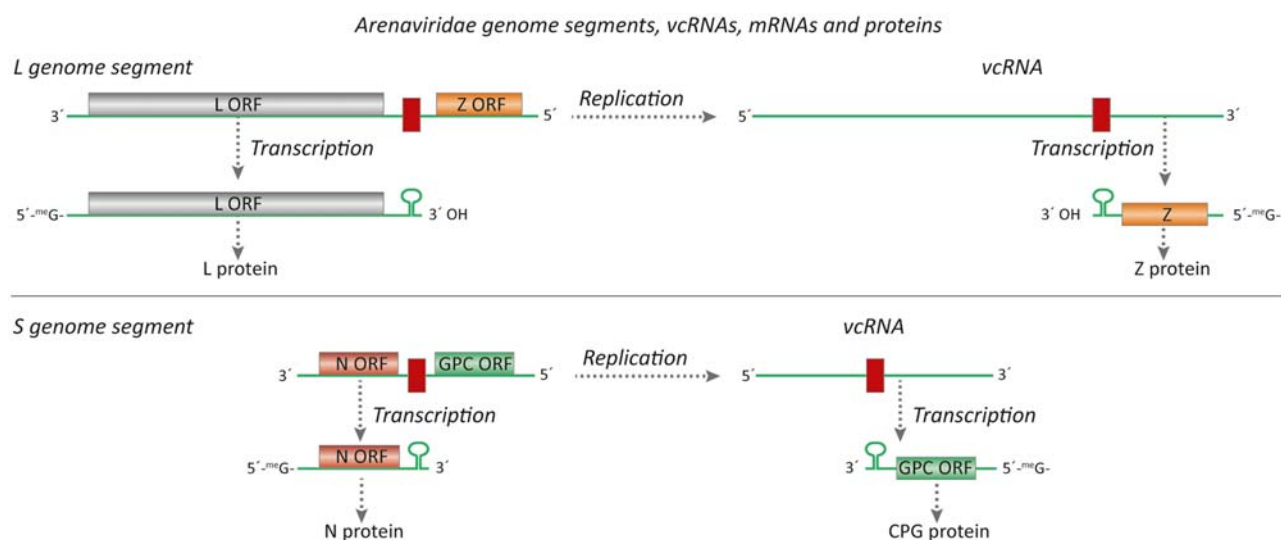 Arenaviridae genome segments, vcRNAs, mRNAs and proteins
L genome segment
vcRNA
3´
L ORF
Z ORF
5´
Replication
5´
3´
Transcription
Transcription
5´-meG-
L ORF
3´ OH
3´ OH
Z
5´-meG-
L protein
Z protein
S genome segment
vcRNA
3´
N ORF
GPC ORF
5´
Replication
5´
3´
Transcription
Transcription
5´-meG-
N ORF
3´
3´
GPC ORF
5´-meG-
N protein
CPG protein